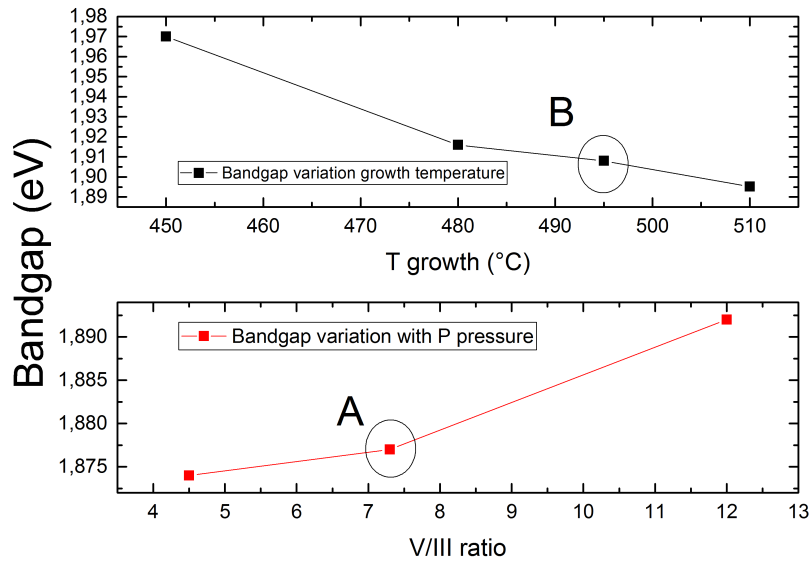 Bandgap (eV)
1,98
1,97
1,96
1,95
1,94
1,93
1,92
1,91
1,90
1,89
B
Bandgap variation growth temperature
450 460 470 480 490 500 510
T growth (°C)
1,890
1,885
1,880
1,875
Bandgap variation with P pressure
A
4 5 6 7 8 9 10 11 12 13
V/III ratio